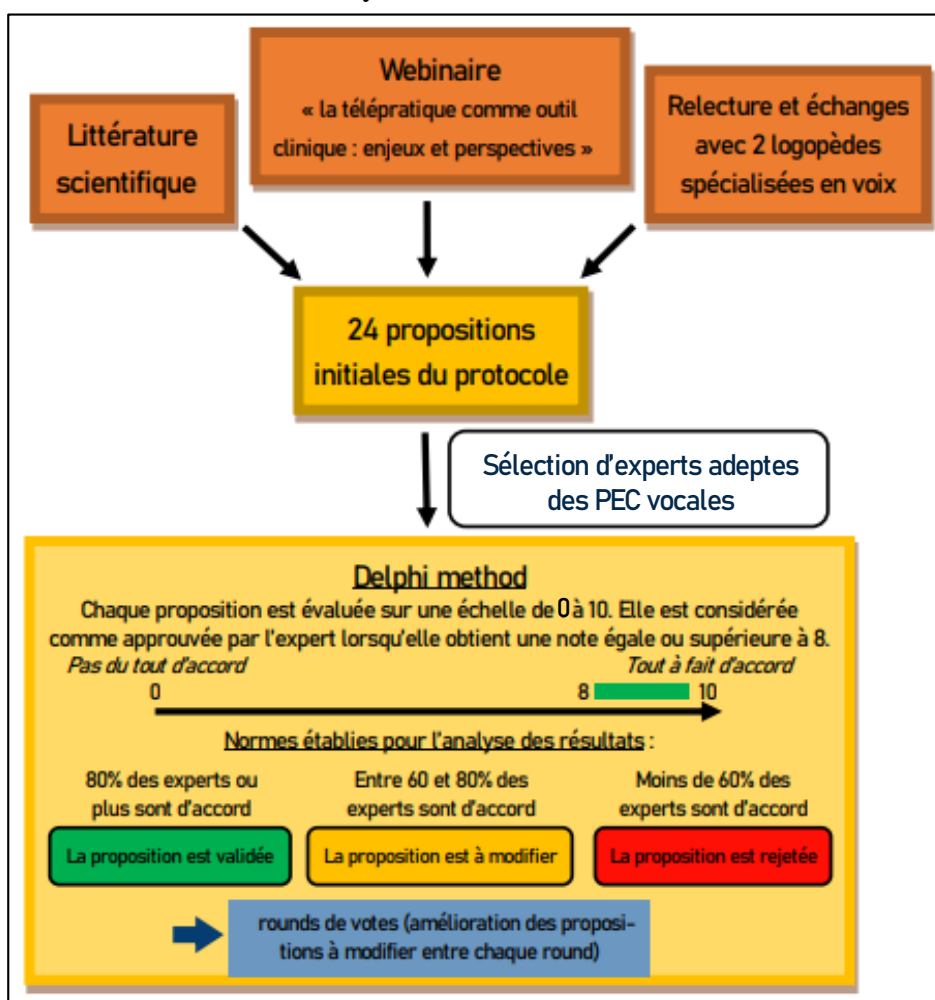 Littérature
scientifique
Webinaire
« la télépratique comme outil
clinique : enjeux et perspectives »
Relecture et échanges
avec 2 logopèdes
spécialisées en voix
24 propositions
initiales du protocole
Sélection d'experts adeptes
des PEC vocales
Delphi method
Chaque proposition est évaluée sur une échelle de 0 à 10. Elle est considérée
comme approuvée par l'expert lorsqu'elle obtient une note égale ou supérieure à 8.
Pas du tout d'accord
Tout à fait d'accord
0
8
10
Normes établies pour l'analyse des résultats :
80% des experts ou
plus sont d'accord
La proposition est validée
Entre 60 et 80% des
experts sont d'accord
La proposition est à modifier
Moins de 60% des
experts sont d'accord
La proposition est rejetée
rounds de votes (amélioration des proposi-
tions à modifier entre chaque round)